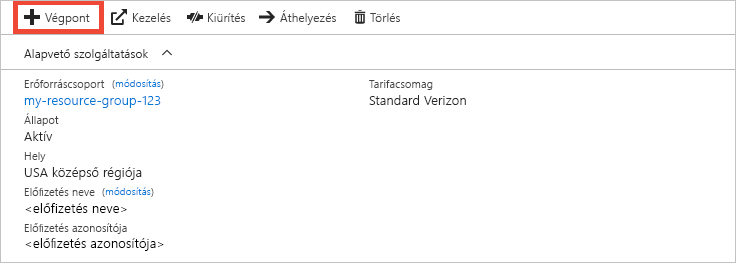 Végpont Kezelés Kiürítés Áthelyezés Törlés
Alapvető szolgáltatások
Erőforráscsoport (módosítás) Tarifacsomag
my-resource-group-123 Standard Verizon
Állapot
Aktív
Hely
USA középső régiója
Előfizetés neve (módosítás)
<előfizetés neve>
Előfizetés azonosítója
<előfizetés azonosítója>